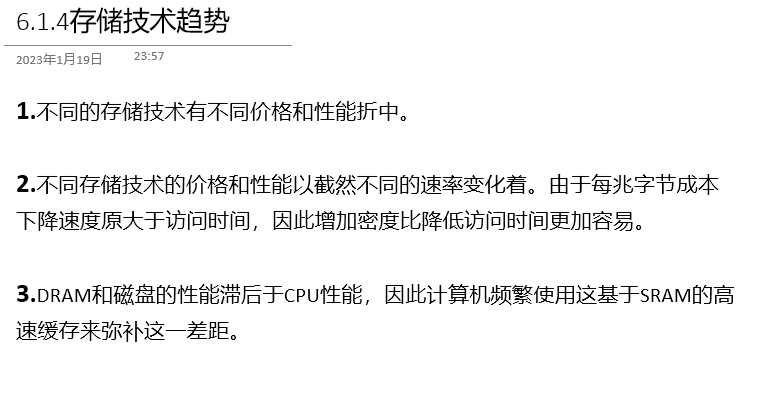 6.1.4存储技术趋势
2023年1月19日 23:57
1.不同的存储技术有不同价格和性能折中。
2.不同存储技术的价格和性能以截然不同的速率变化着。由于每兆字节成本
下降速度原大于访问时间，因此增加密度比降低访问时间更加容易。
3.DRAM和磁盘的性能滞后于CPU性能，因此计算机频繁使用这基于SRAM的高
速缓存来弥补这一差距。